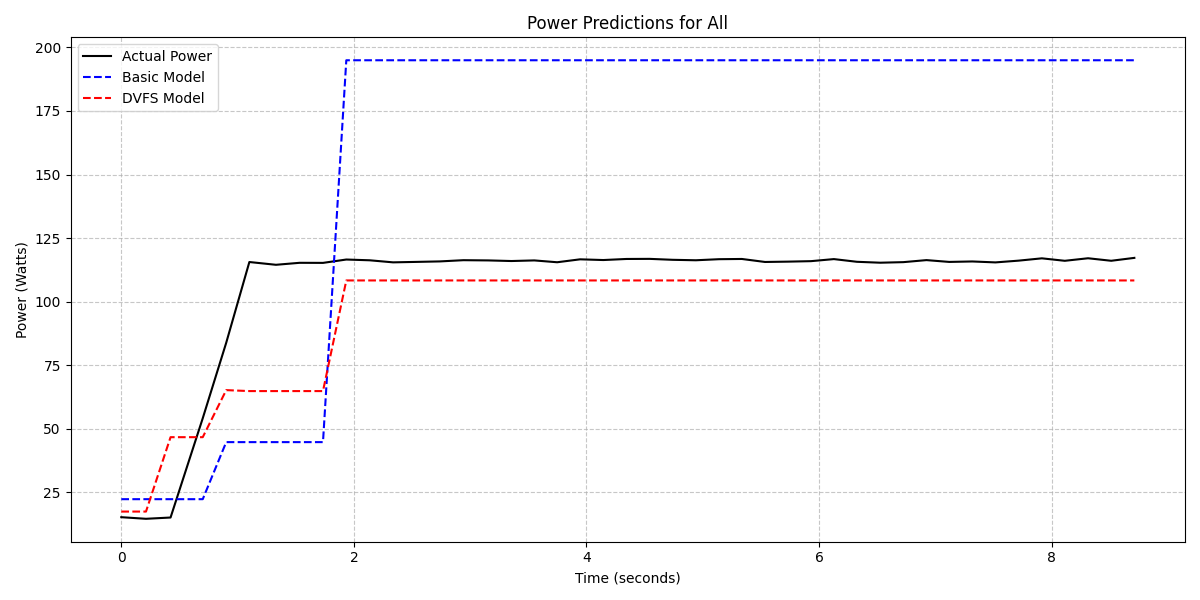 Power Predictions for All
Actual Power
Basic Model
DVFS Model
Power (Watts)
200
175
150
125
100
75
50
25
0 2 4 6 8
Time (seconds)